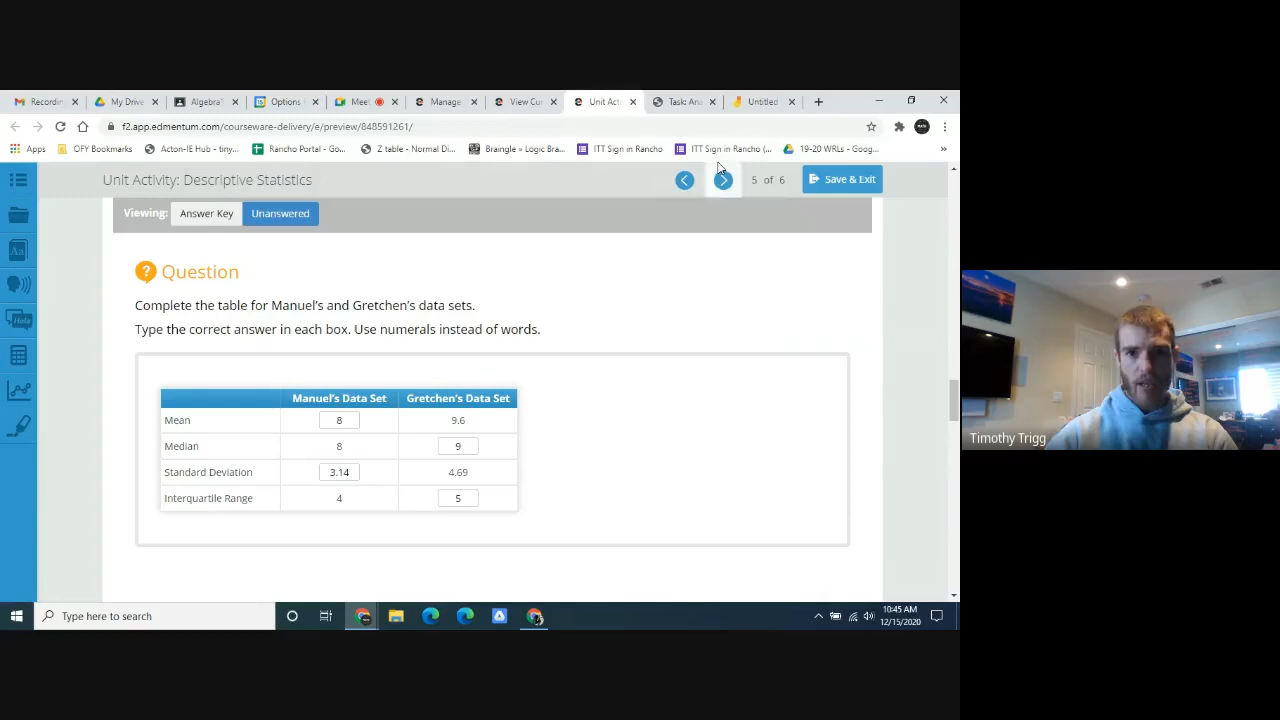 Recordin
My Drive
Algebra
Options
Meet
Manage
View Cur
Unit Acti
Task: Ana
Untitled
f2.app.edmentum.com/courseware-delivery/e/preview/848591261/
Apps
OFY Bookmarks
Acton-IE Hub - tiny...
Rancho Portal - Go...
Z table - Normal Di...
Braingle » Logic Bra...
ITT Sign in Rancho
ITT Sign in Rancho (...
19-20 WRLs - Goog...
»
Unit Activity: Descriptive Statistics
5 of 6
Save & Exit
Viewing: Answer Key Unanswered
Aa
Hola
? Question
Complete the table for Manuel's and Gretchen's data sets.
Type the correct answer in each box. Use numerals instead of words.
Manuel's Data Set Gretchen's Data Set
Mean 8 9.6
Median 8 9
Standard Deviation 3.14 4.69
Interquartile Range 4 5
Timothy Trigg
Type here to search
10:45 AM
12/15/2020